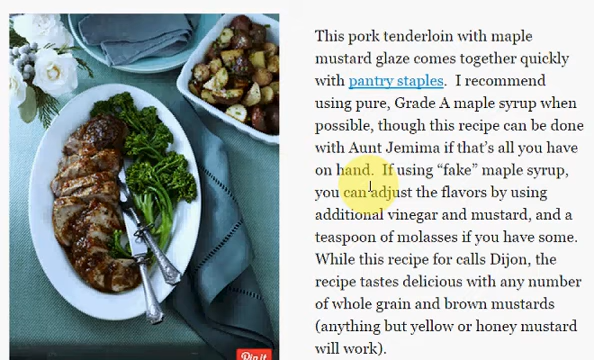 This pork tenderloin with maple
mustard glaze comes together quickly
with pantry staples.  I recommend
using pure, Grade A maple syrup when
possible, though this recipe can be done
with Aunt Jemima if that's all you have
on hand.  If using “fake” maple syrup,
you can adjust the flavors by using
additional vinegar and mustard, and a
teaspoon of molasses if you have some.
While this recipe for calls Dijon, the
recipe tastes delicious with any number
of whole grain and brown mustards
(anything but yellow or honey mustard
will work).
Pin it